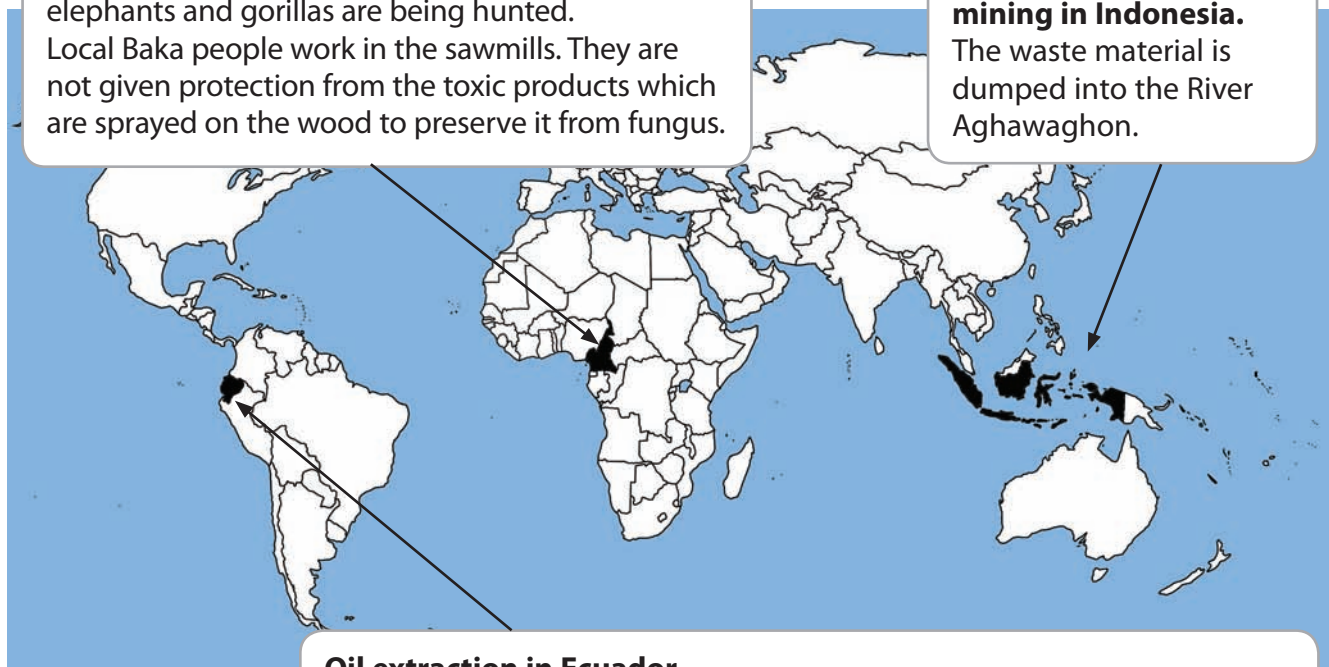 elephants and gorillas are being hunted.
Local Baka people work in the sawmills. They are
not given protection from the toxic products which
are sprayed on the wood to preserve it from fungus.
mining in Indonesia.
The waste material is
dumped into the River
Aghawaghon.
Oil extraction in Ecuador